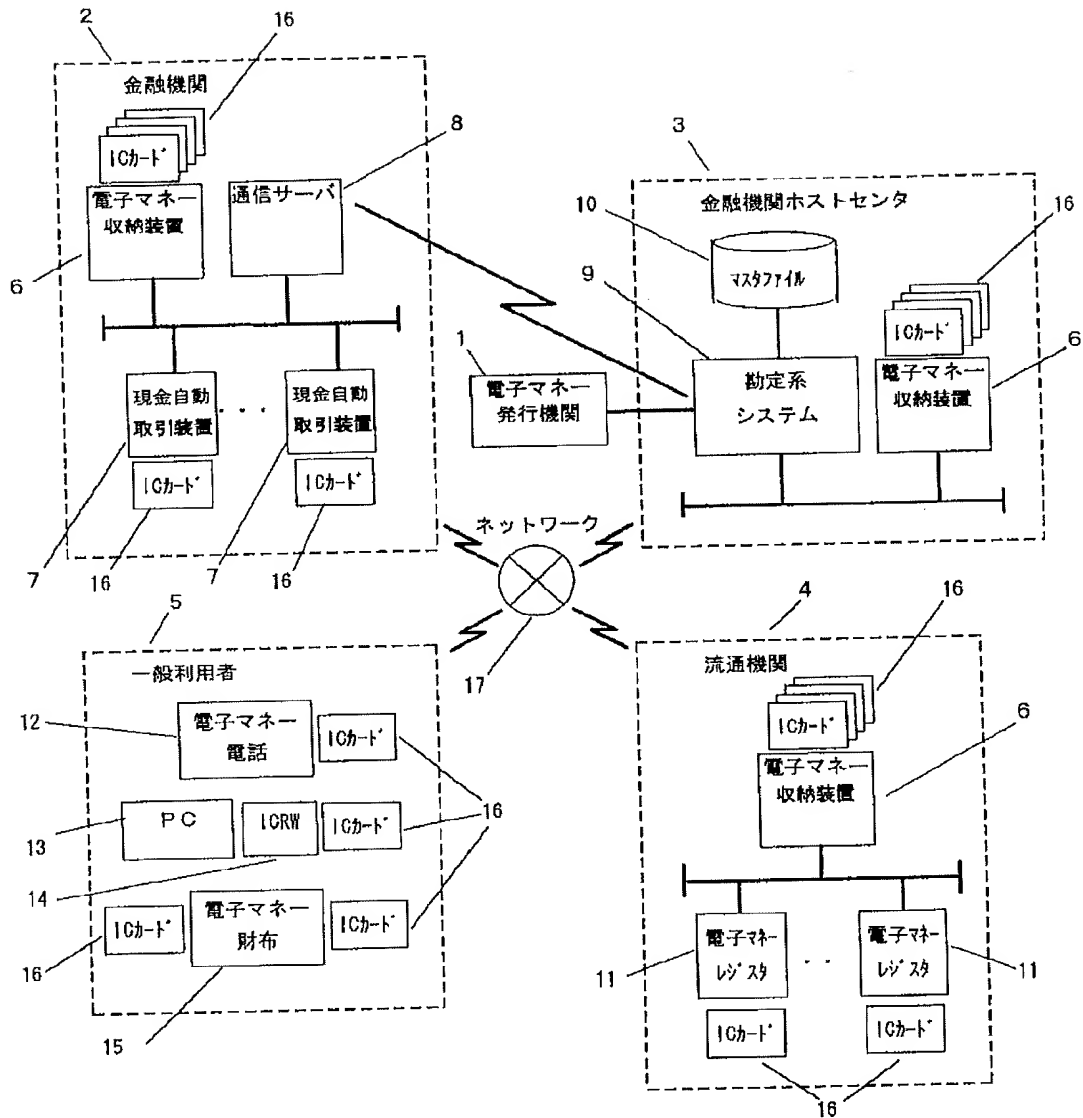 2
16
金融機関
ICカード
電子マネー
収納装置
6
通信サーバ
8
現金自動
取引装置
・・・
現金自動
取引装置
ICカード
ICカード
7
16
7
16
3
金融機関ホストセンタ
10
マスタファイル
16
9
ICカード
6
1
電子マネー
発行機関
勘定系
システム
電子マネー
収納装置
ネットワーク
17
5
一般利用者
12
電子マネー
電話
ICカード
13
PC
ICRW
ICカード
16
14
ICカード
電子マネー
財布
ICカード
16
15
4
流通機関
16
ICカード
6
電子マネー
収納装置
電子マネー
レジスタ
・・
電子マネー
レジスタ
11
11
ICカード
ICカード
16